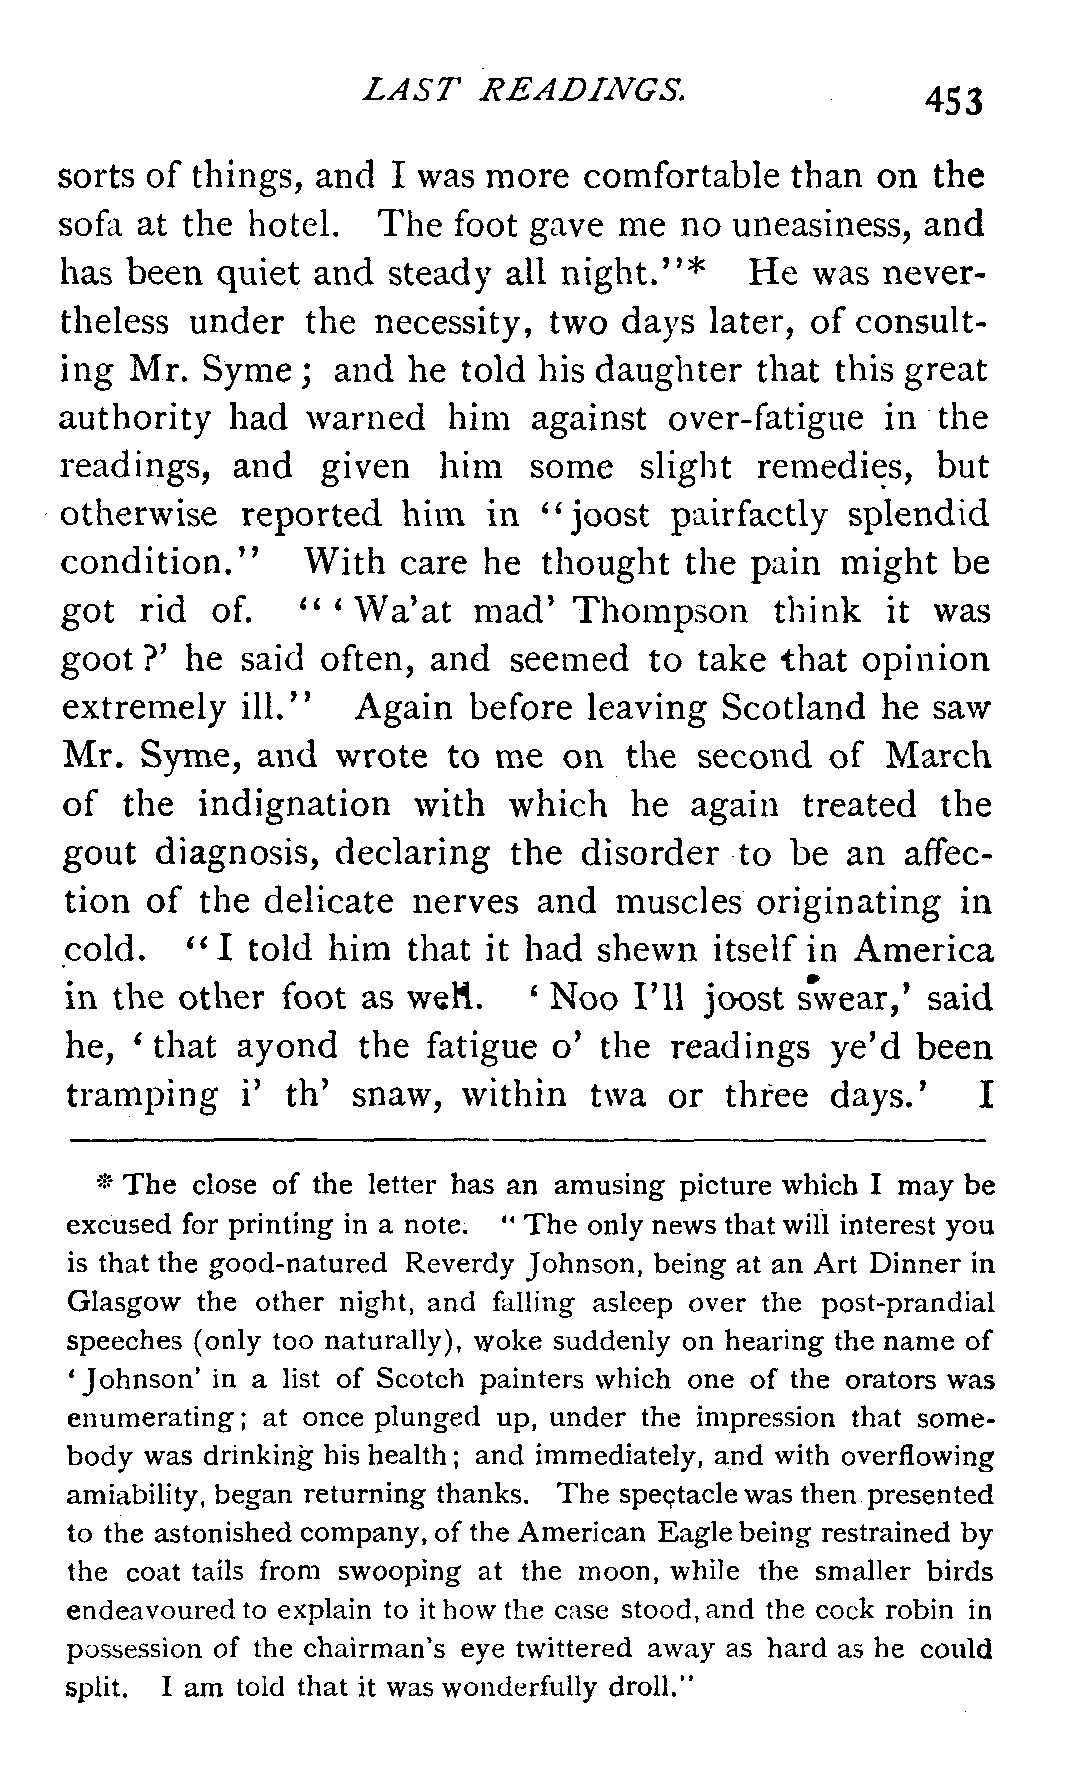 LAST READINGS.
453
sorts of things, and I was more comfortable than on the
sofa at the hotel. The foot gave me no uneasiness, and
has been quiet and steady all night."* He was never-
theless under the necessity, two days later, of consult-
ing Mr. Syme; and he told his daughter that this great
authority had warned him against over-fatigue in the
readings, and given him some slight remedies, but
otherwise reported him in "joost pairfactly splendid
condition." With care he thought the pain might be
got rid of. "'Wa'at mad' Thompson think it was
goot?' he said often, and seemed to take that opinion
extremely ill." Again before leaving Scotland he saw
Mr. Syme, and wrote to me on the second of March
of the indignation with which he again treated the
gout diagnosis, declaring the disorder to be an affec-
tion of the delicate nerves and muscles originating in
cold. "I told him that it had shewn itself in America
in the other foot as well. 'Noo I'll joost swear,' said
he, 'that ayond the fatigue o' the readings ye'd been
tramping i' th' snaw, within twa or three days.' I
* The close of the letter has an amusing picture which I may be
excused for printing in a note. "The only news that will interest you
is that the good-natured Reverdy Johnson, being at an Art Dinner in
Glasgow the other night, and falling asleep over the post-prandial
speeches (only too naturally), woke suddenly on hearing the name of
'Johnson' in a list of Scotch painters which one of the orators was
enumerating; at once plunged up, under the impression that some-
body was drinking his health; and immediately, and with overflowing
amiability, began returning thanks. The spectacle was then presented
to the astonished company, of the American Eagle being restrained by
the coat tails from swooping at the moon, while the smaller birds
endeavoured to explain to it how the case stood, and the cock robin in
possession of the chairman's eye twittered away as hard as he could
split. I am told that it was wonderfully droll."